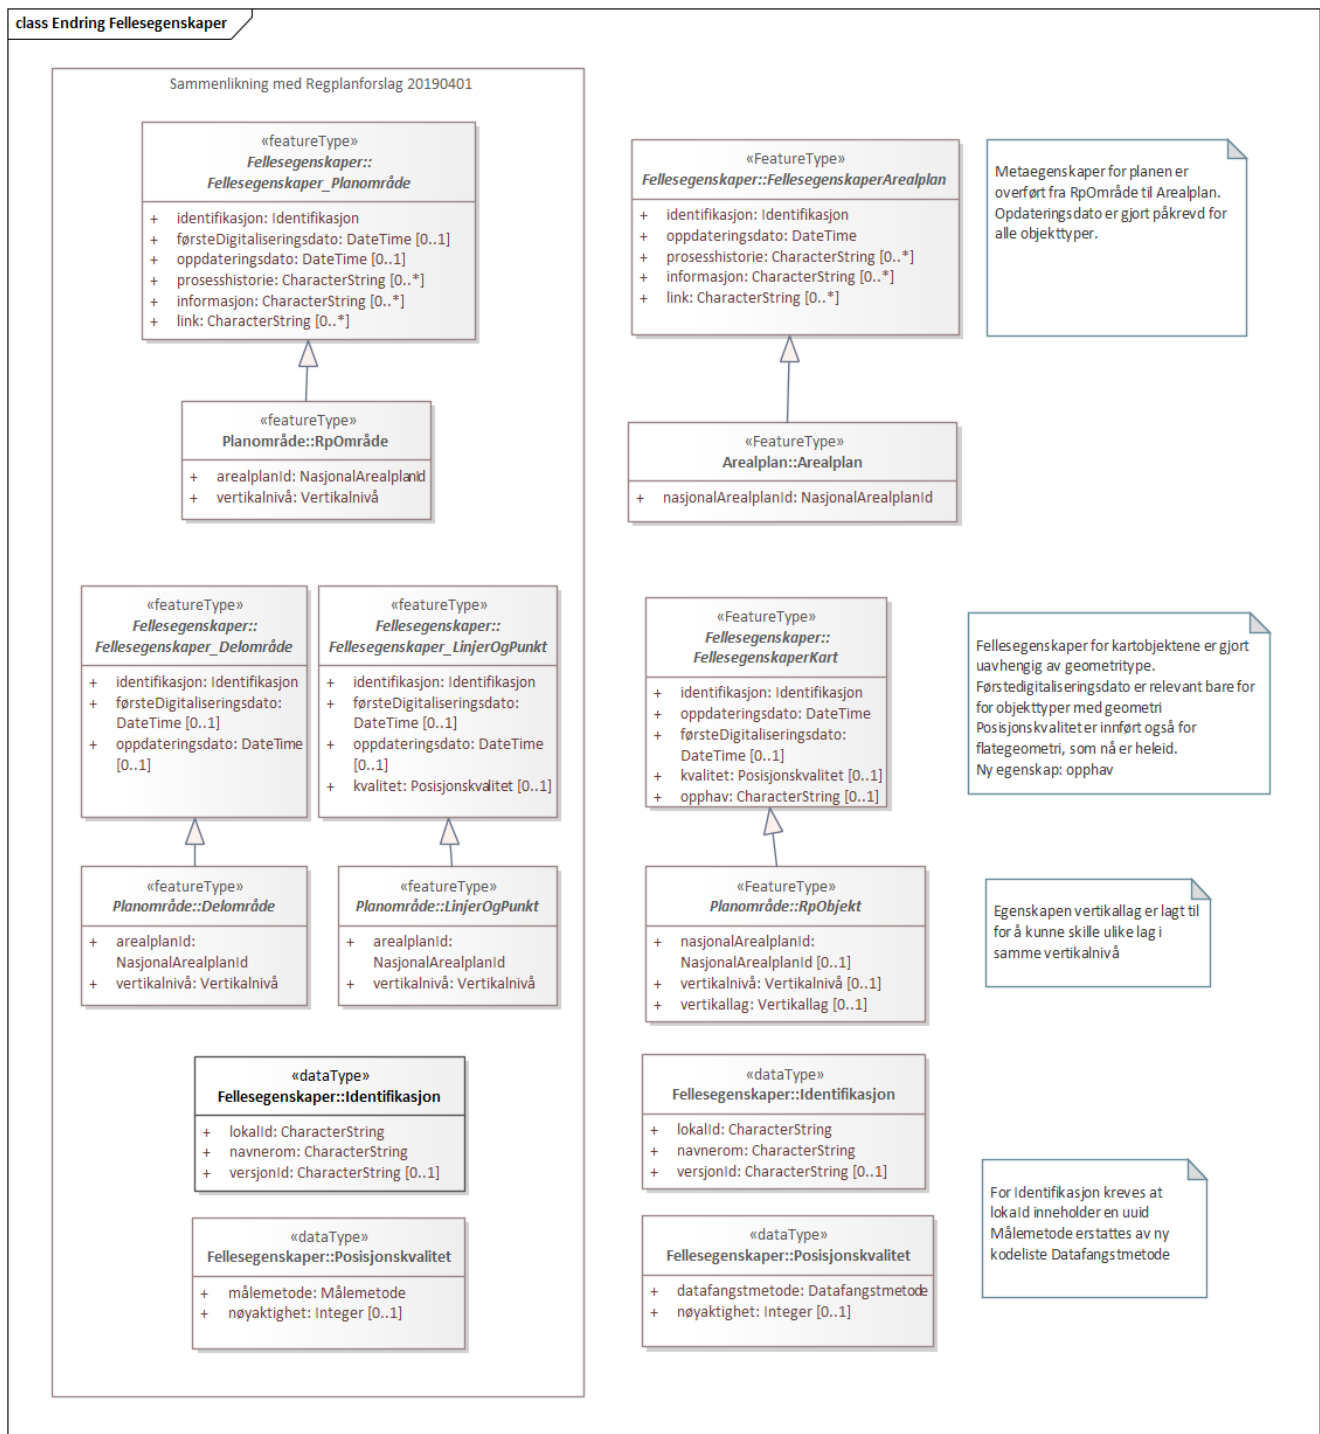 class Endring Fellesegenskaper
Sammenlikning med Regplanforslag 20190401
«featureType»
Fellesegenskaper::
Fellesegenskaper_Planområde
+ identifikasjon: Identifikasjon
+ førsteDigitaliseringsdato: DateTime [0..1]
+ oppdateringsdato: DateTime [0..1]
+ prosesshistorie: CharacterString [0..*]
+ informasjon: CharacterString [0..*]
+ link: CharacterString [0..*]
«FeatureType»
Fellesegenskaper::FellesegenskaperArealplan
+ identifikasjon: Identifikasjon
+ oppdateringsdato: DateTime
+ prosesshistorie: CharacterString [0..*]
+ informasjon: CharacterString [0..*]
+ link: CharacterString [0..*]
Metaegenskaper for planen er
overført fra RpOmråde til Arealplan.
Opdateringsdato er gjort påkrevd for
alle objekttyper.
«featureType»
Planområde::RpOmråde
+ arealplanId: NasjonalArealplanId
+ vertikalnivå: Vertikalnivå
«FeatureType»
Arealplan::Arealplan
+ nasjonalArealplanId: NasjonalArealplanId
«featureType»
Fellesegenskaper::
Fellesegenskaper_Delområde
+ identifikasjon: Identifikasjon
+ førsteDigitaliseringsdato:
DateTime [0..1]
+ oppdateringsdato: DateTime
[0..1]
«featureType»
Fellesegenskaper::
Fellesegenskaper_LinjerOgPunkt
+ identifikasjon: Identifikasjon
+ førsteDigitaliseringsdato:
DateTime [0..1]
+ oppdateringsdato: DateTime
[0..1]
+ kvalitet: Posisjonskvalitet [0..1]
«FeatureType»
Fellesegenskaper::
FellesegenskaperKart
+ identifikasjon: Identifikasjon
+ oppdateringsdato: DateTime
+ førsteDigitaliseringsdato:
DateTime [0..1]
+ kvalitet: Posisjonskvalitet [0..1]
+ opphav: CharacterString [0..1]
Fellesegenskaper for kartobjektene er gjort
uavhengig av geometritype.
Førstedigitaliseringsdato er relevant bare for
for objekttyper med geometri
Posisjonskvalitet er innført også for
flategeometri, som nå er heleid.
Ny egenskap: opphav
«featureType»
Planområde::Delområde
+ arealplanId:
NasjonalArealplanId
+ vertikalnivå: Vertikalnivå
«featureType»
Planområde::LinjerOgPunkt
+ arealplanId:
NasjonalArealplanId
+ vertikalnivå: Vertikalnivå
«FeatureType»
Planområde::RpObjekt
+ nasjonalArealplanId:
NasjonalArealplanId [0..1]
+ vertikalnivå: Vertikalnivå [0..1]
+ vertikallag: Vertikallag [0..1]
Egenskapen vertikallag er lagt til
for å kunne skille ulike lag i
samme vertikalnivå
«dataType»
Fellesegenskaper::Identifikasjon
+ lokalId: CharacterString
+ navnerom: CharacterString
+ versjonId: CharacterString [0..1]
«dataType»
Fellesegenskaper::Identifikasjon
+ lokalId: CharacterString
+ navnerom: CharacterString
+ versjonId: CharacterString [0..1]
For Identifikasjon kreves at
lokaId inneholder en uuid
Målemetode erstattes av ny
kodeliste Datafangstmetode
«dataType»
Fellesegenskaper::Posisjonskvalitet
+ målemetode: Målemetode
+ nøyaktighet: Integer [0..1]
«dataType»
Fellesegenskaper::Posisjonskvalitet
+ datafangstmetode: Datafangstmetode
+ nøyaktighet: Integer [0..1]